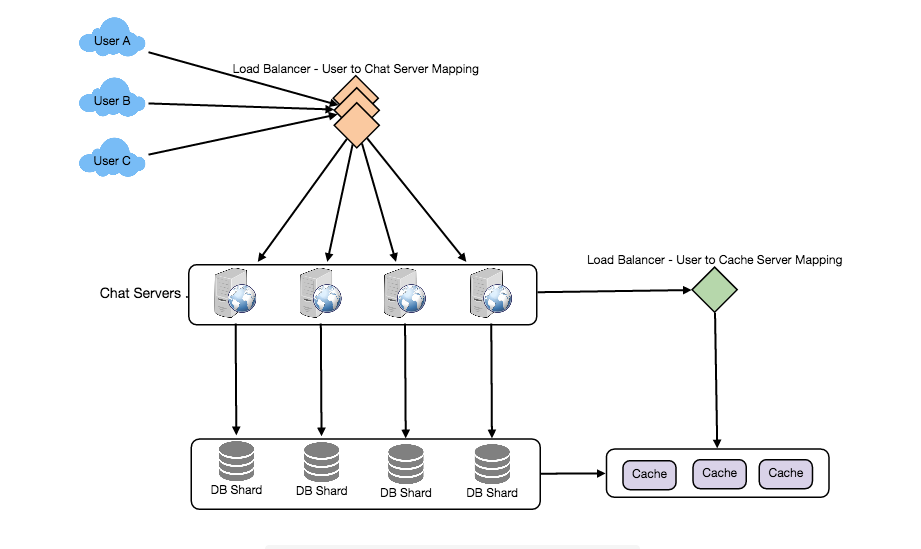 User A
Load Balancer - User to Chat Server Mapping
User B
User C
Load Balancer - User to Cache Server Mapping
Chat Servers
DB Shard
DB Shard
DB Shard
DB Shard
Cache
Cache
Cache